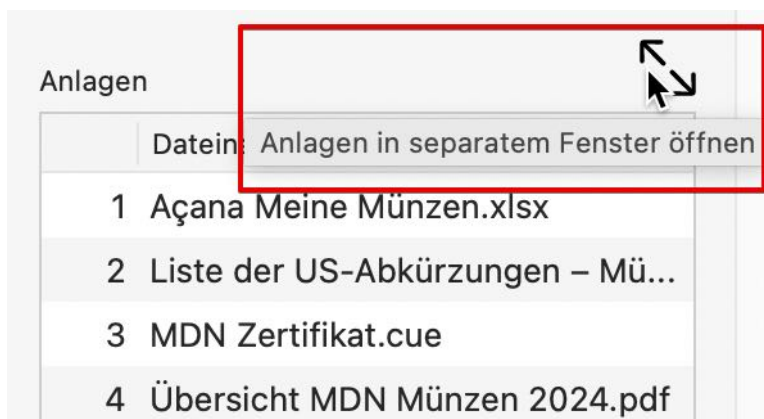 Anlagen
Datein
Anlagen in separatem Fenster öffnen
1 Açana Meine Münzen.xlsx
2 Liste der US-Abkürzungen – Mü...
3 MDN Zertifikat.cue
4 Übersicht MDN Münzen 2024.pdf